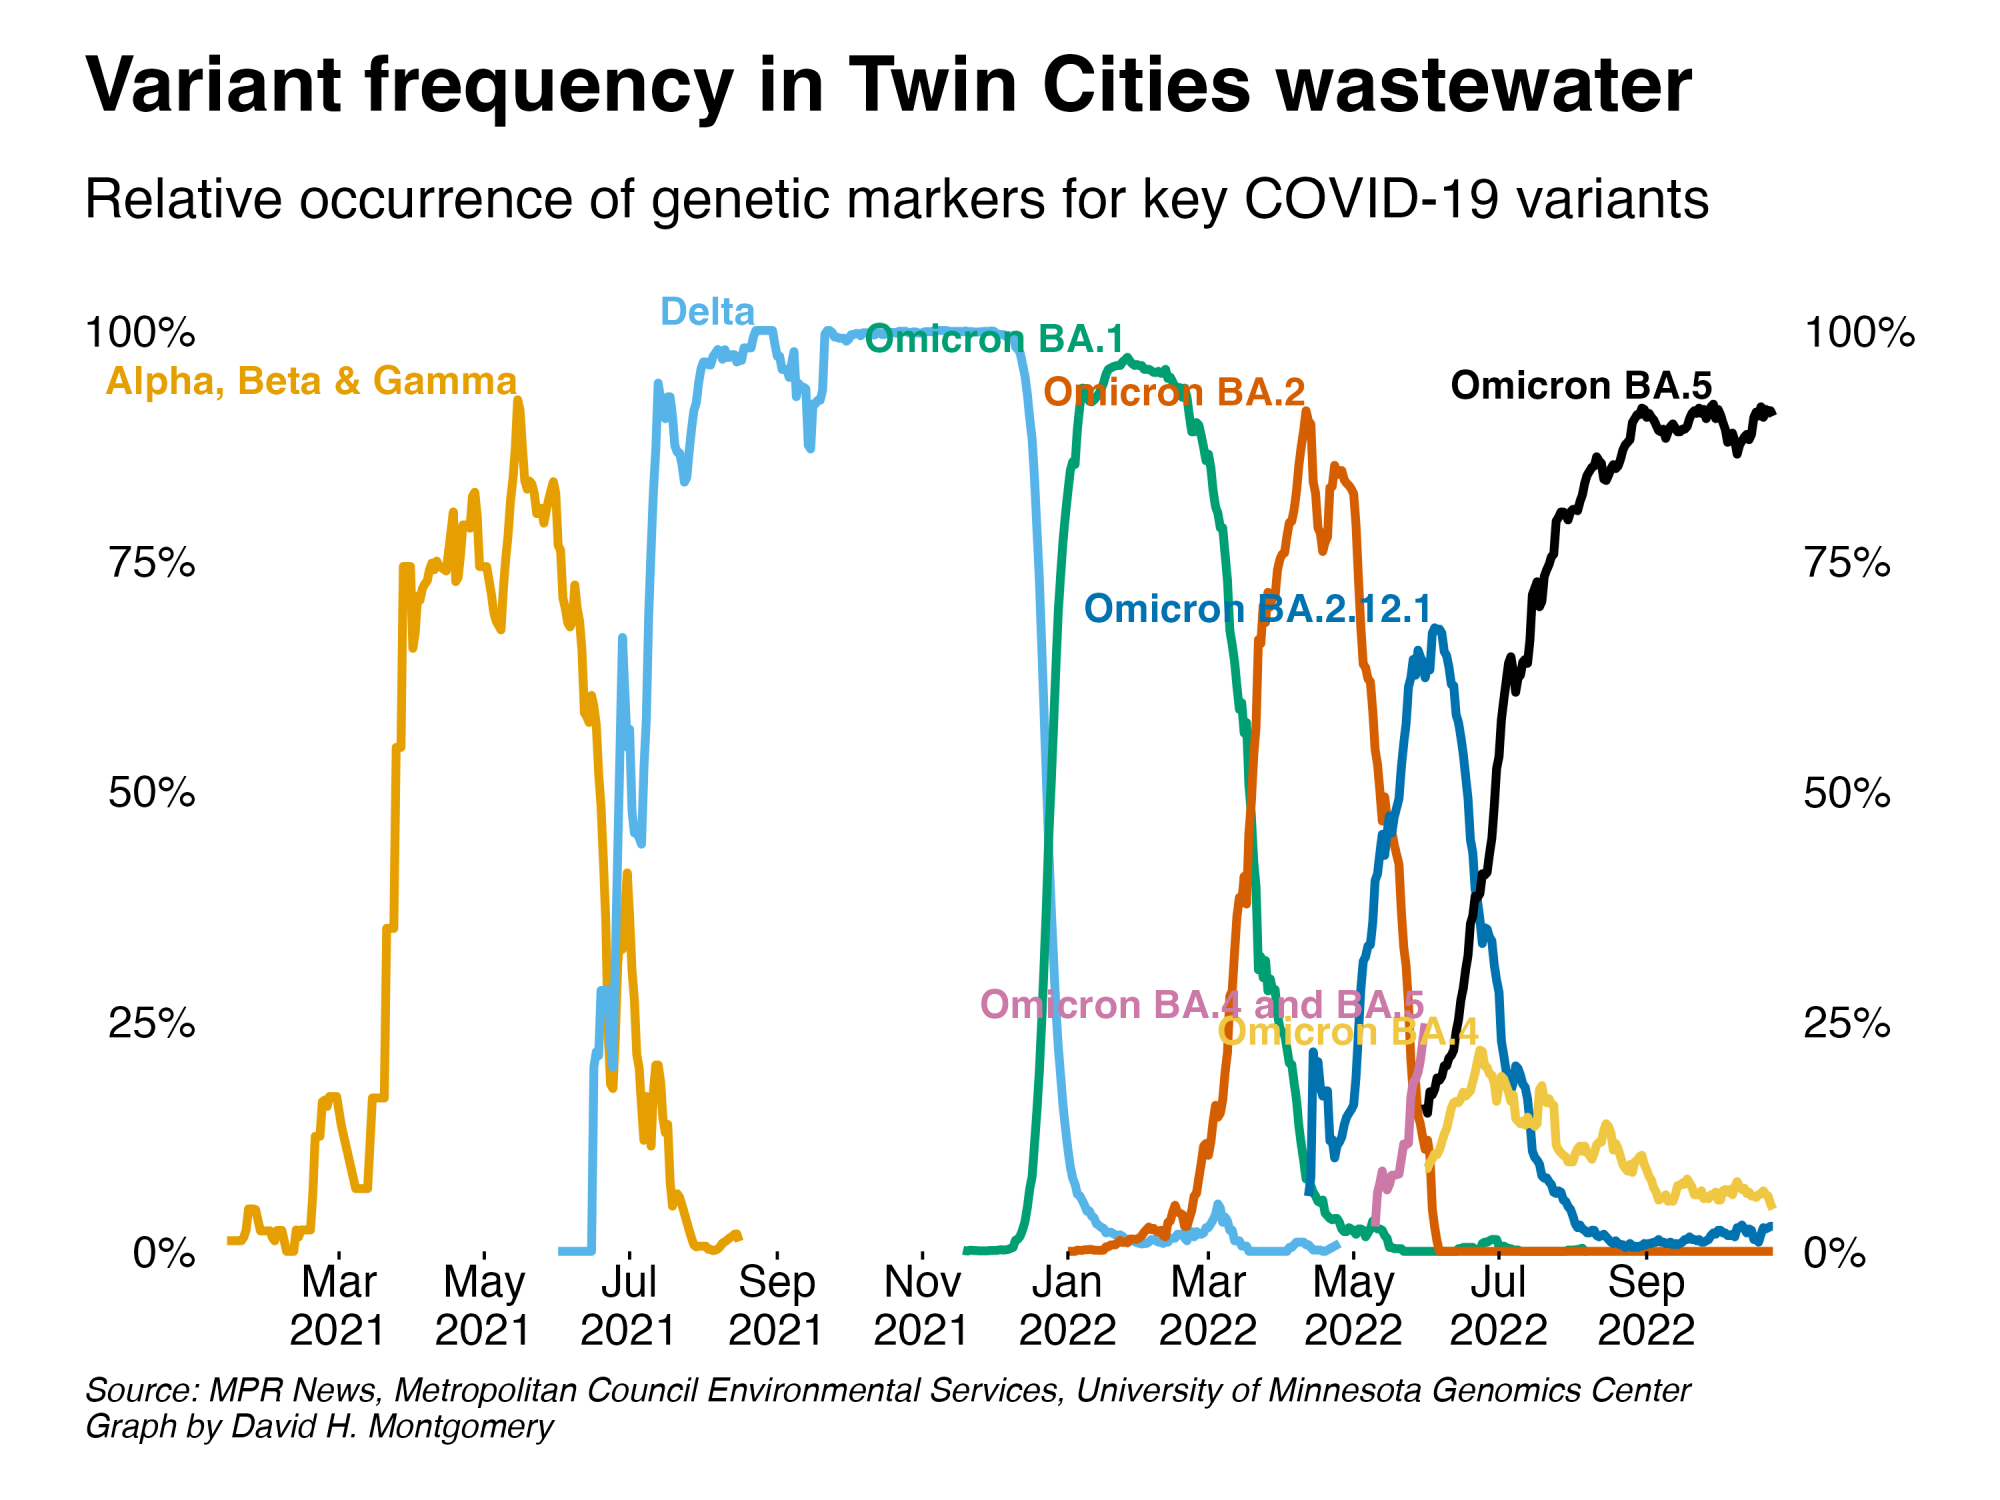 Variant frequency in Twin Cities wastewater
Relative occurrence of genetic markers for key COVID-19 variants
Delta
100%
Omicron BA.1
100%
Alpha, Beta & Gamma
Omicron BA.2
Omicron BA.5
75%
75%
Omicron BA.2.12.1
50%
50%
Omicron BA.4 and BA.5
25%
Omicron BA.4
25%
0%
0%
Mar May Jul Sep Nov Jan Mar May Jul Sep
2021 2021 2021 2021 2021 2022 2022 2022 2022 2022
Source: MPR News, Metropolitan Council Environmental Services, University of Minnesota Genomics Center
Graph by David H. Montgomery